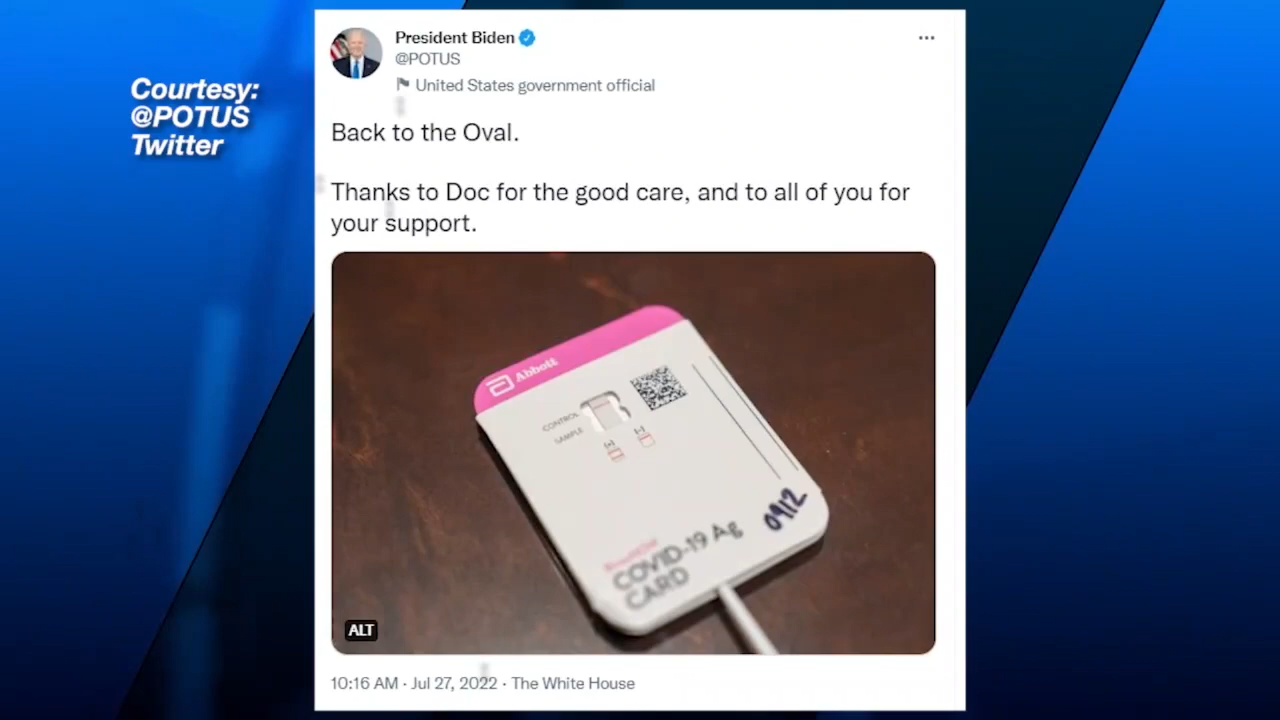 Courtesy:
@POTUS
Twitter
President Biden
@POTUS
United States government official
Back to the Oval.
Thanks to Doc for the good care, and to all of you for
your support.
Abbott
CONTROL
SAMPLE
(+)
(-)
0912
BinaxNOW
COVID-19 Ag
CARD
ALT
10:16 AM · Jul 27, 2022 · The White House